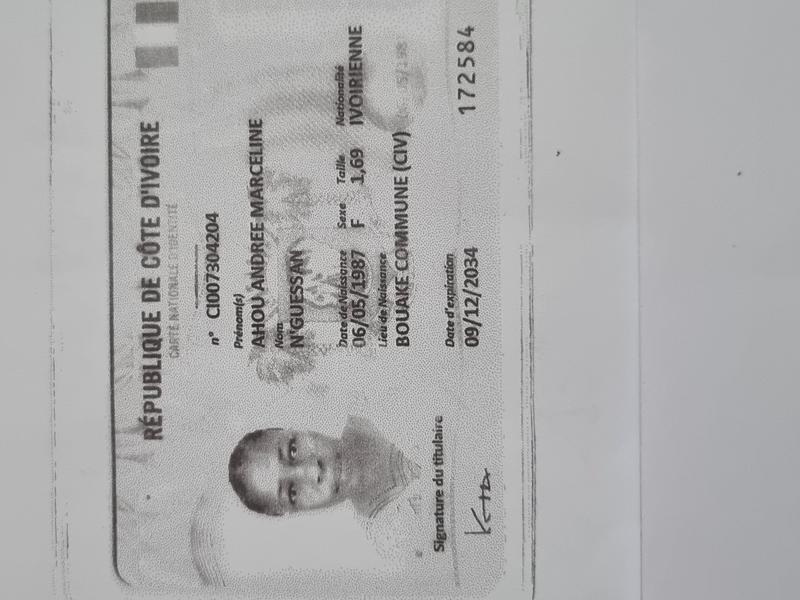 RÉPUBLIQUE DE CÔTE D'IVOIRE
CARTE NATIONALE D'IDENTITÉ
n° CI007304204
Prénom(s)
AHOU ANDREE MARCELINE
Nom
N'GUESSAN
Date de Naissance Sexe Taille Nationalité
06/05/1987 F 1,69 IVOIRIENNE
Lieu de Naissance
BOUAKE COMMUNE (CIV)
Signature du titulaire
Date d'expiration
09/12/2034
172584